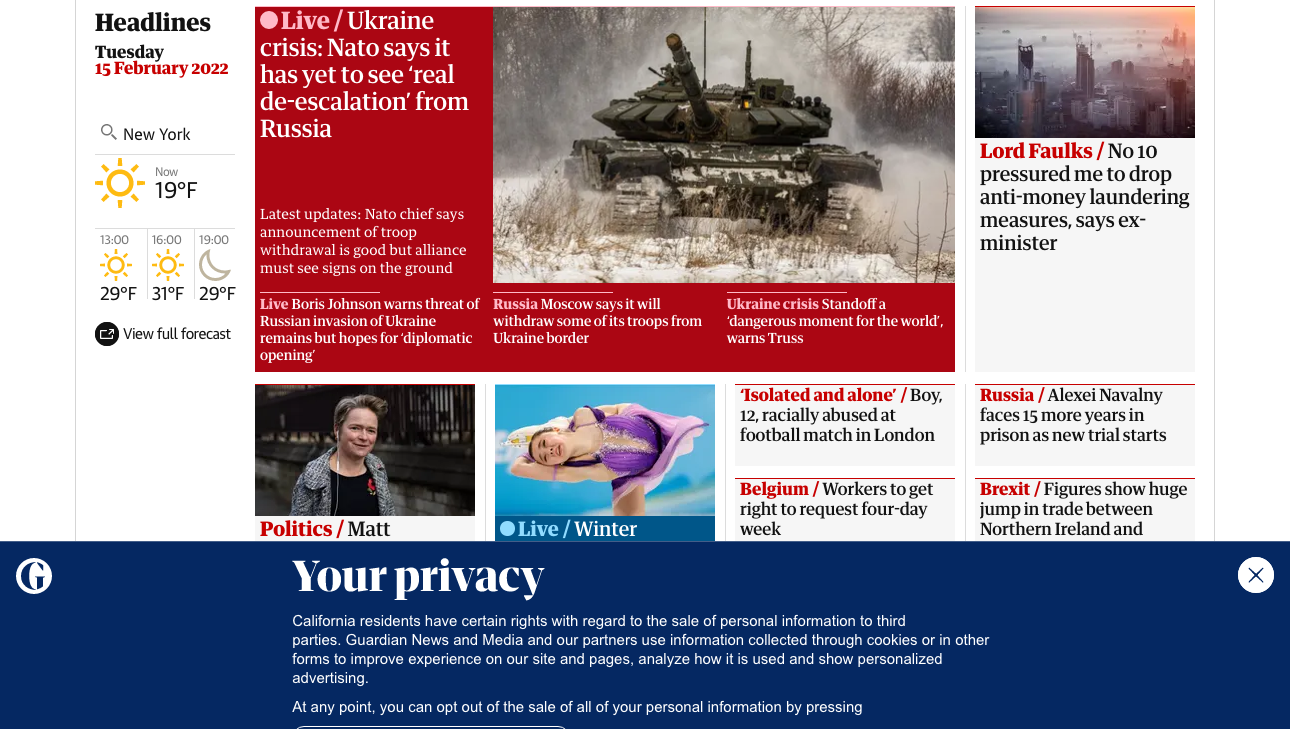 Headlines
Tuesday
15 February 2022
New York
Now
19°F
13:00
29°F
16:00
31°F
19:00
29°F
View full forecast
Live / Ukraine
crisis: Nato says it
has yet to see ‘real
de-escalation’ from
Russia
Latest updates: Nato chief says
announcement of troop
withdrawal is good but alliance
must see signs on the ground
Live Boris Johnson warns threat of
Russian invasion of Ukraine
remains but hopes for ‘diplomatic
opening’
Russia Moscow says it will
withdraw some of its troops from
Ukraine border
Ukraine crisis Standoff a
‘dangerous moment for the world’,
warns Truss
Lord Faulks / No 10
pressured me to drop
anti-money laundering
measures, says ex-
minister
Politics / Matt
Live / Winter
‘Isolated and alone’ / Boy,
12, racially abused at
football match in London
Belgium / Workers to get
right to request four-day
week
Russia / Alexei Navalny
faces 15 more years in
prison as new trial starts
Brexit / Figures show huge
jump in trade between
Northern Ireland and
Your privacy
California residents have certain rights with regard to the sale of personal information to third
parties. Guardian News and Media and our partners use information collected through cookies or in other
forms to improve experience on our site and pages, analyze how it is used and show personalized
advertising.
At any point, you can opt out of the sale of all of your personal information by pressing